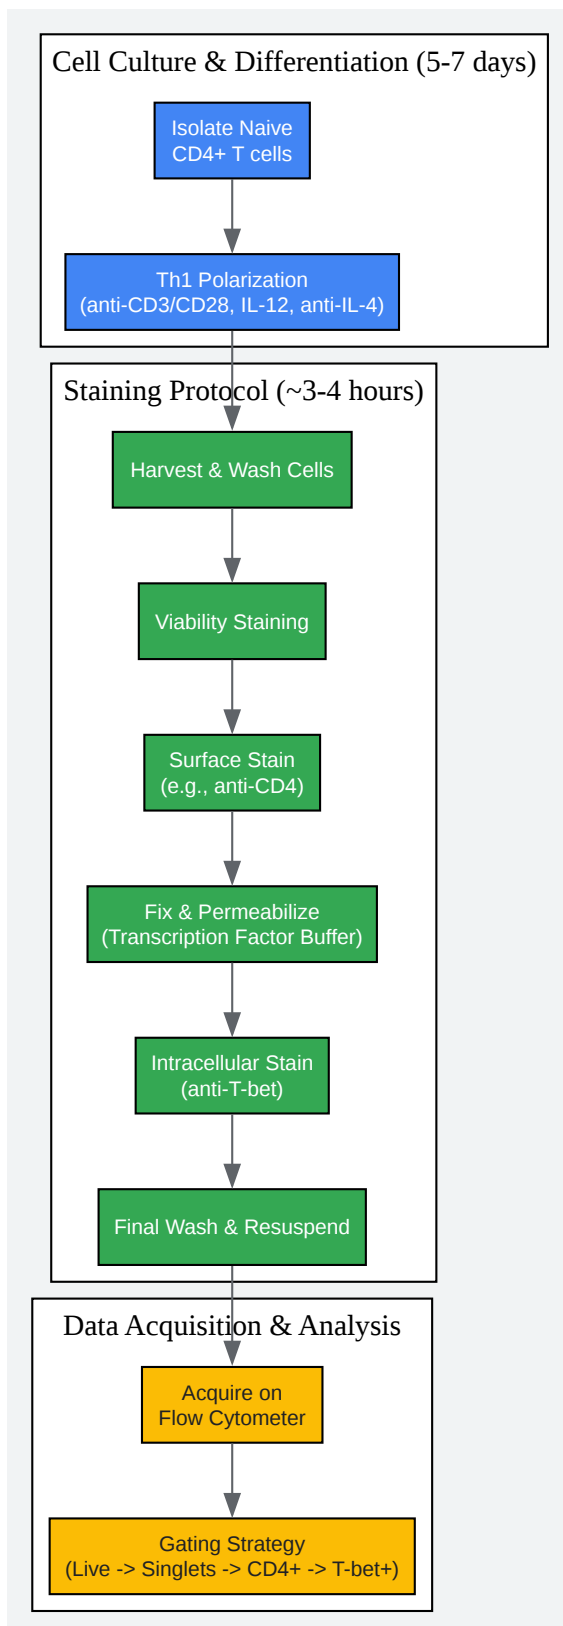 Cell Culture & Differentiation (5-7 days)
Isolate Naive
CD4+ T cells
Th1 Polarization
(anti-CD3/CD28, IL-12, anti-IL-4)
Staining Protocol (~3-4 hours)
Harvest & Wash Cells
Viability Staining
Surface Stain
(e.g., anti-CD4)
Fix & Permeabilize
(Transcription Factor Buffer)
Intracellular Stain
(anti-T-bet)
Final Wash & Resuspend
Data Acquisition & Analysis
Acquire on
Flow Cytometer
Gating Strategy
(Live -> Singlets -> CD4+ -> T-bet+)